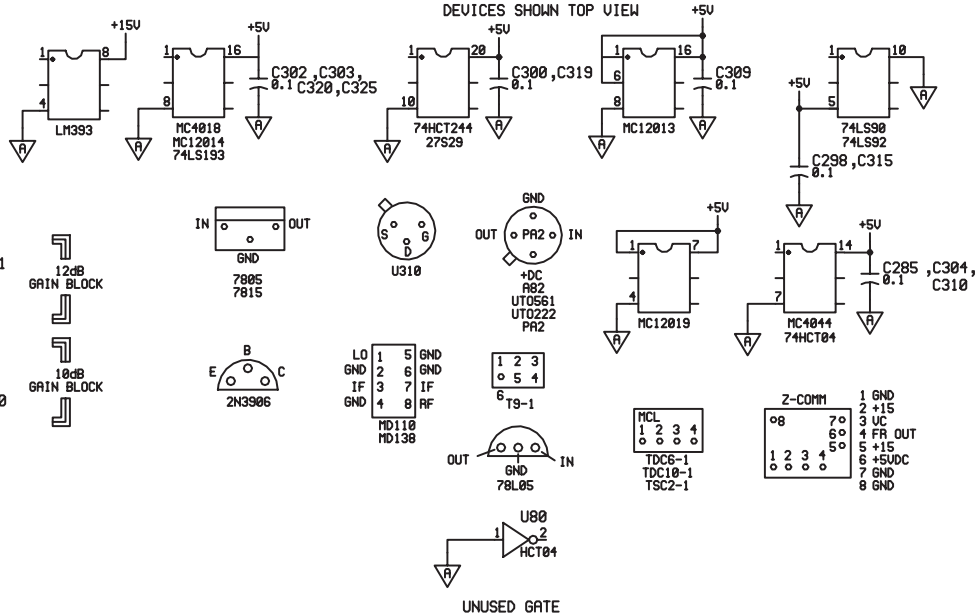 DEVICES SHOWN TOP VIEW
+15V
1 8
4
LM393
A
+5V
1 16
8
C302 ,C303,
0.1 C320,C325
MC4018
MC12014
74LS193
A A
+5V
1 20
10
C300,C319
0.1
74HCT244
27S29
A A
+5V
1 16
6
8
C309
0.1
MC12013
A A
1 10
+5V
5
A
74LS90
74LS92
C298,C315
0.1
A
1
12dB
GAIN BLOCK
0
10dB
GAIN BLOCK
IN OUT
GND
7805
7815
S G
D
U310
GND
OUT PA2 IN
+DC
A82
UTO561
UTO222
PA2
+5V
1 7
4
MC12019
A
+5V
1 14
7
C285 ,C304,
0.1 C310
MC4044
74HCT04
A A
B
E C
2N3906
LO 1 5 GND
GND 2 6 GND
IF 3 7 IF
GND 4 8 RF
MD110
MD138
1 2 3
5 4
6
T9-1
OUT IN
GND
78L05
MCL
1 2 3 4
TDC6-1
TDC10-1
TSC2-1
Z-COMM
8 7
6
5
1 2 3 4
1 GND
2 +15
3 VC
4 FR OUT
5 +15
6 +5VDC
7 GND
8 GND
U80
1 2
HCT04
A
UNUSED GATE